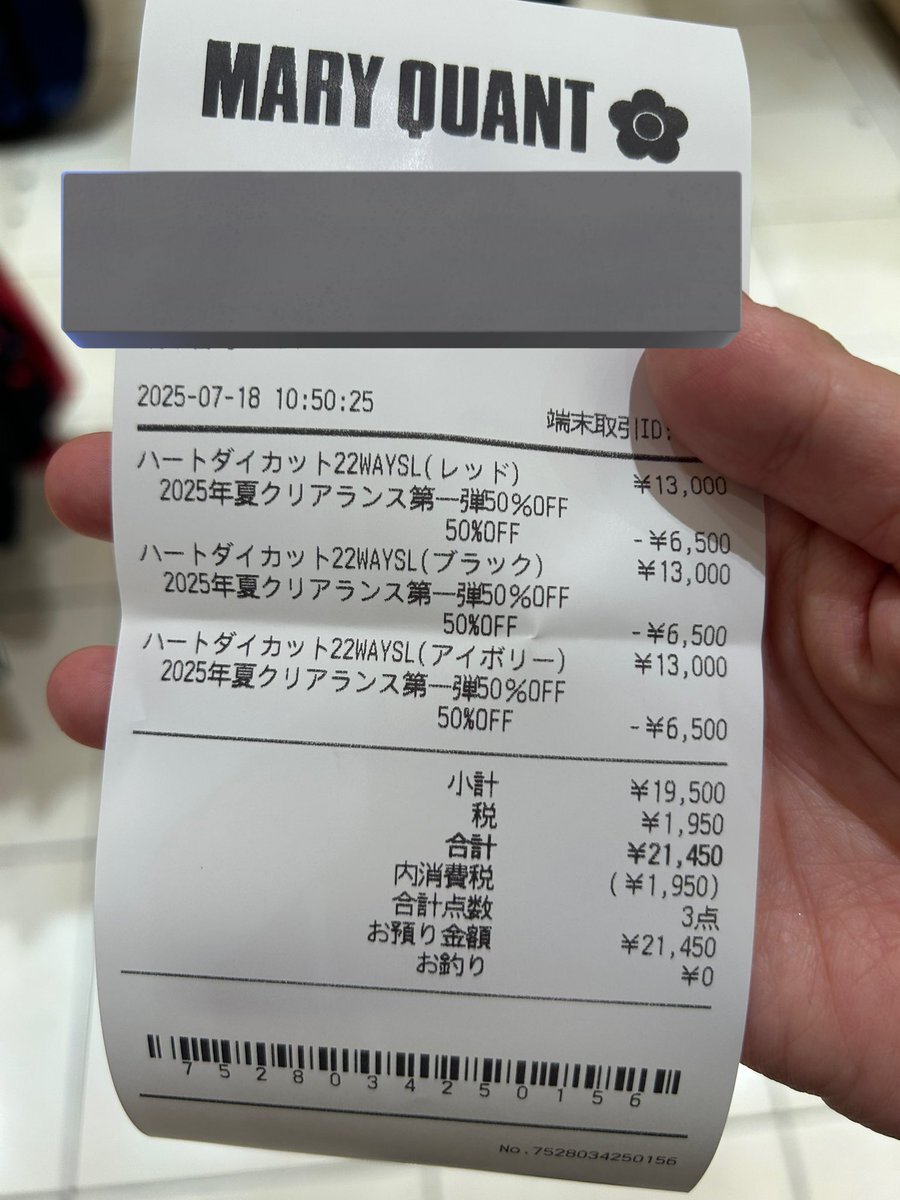 MARY QUANT
2025-07-18 10:50:25
端末取引ID:
ハートダイカット22WAYSL(レッド) ¥13,000
2025年夏クリアランス第一弾50%OFF
50%OFF -¥6,500
ハートダイカット22WAYSL(ブラック) ¥13,000
2025年夏クリアランス第一弾50%OFF
50%OFF -¥6,500
ハートダイカット22WAYSL(アイボリー) ¥13,000
2025年夏クリアランス第一弾50%OFF
50%OFF -¥6,500
小計 ¥19,500
税 ¥1,950
合計 ¥21,450
内消費税 (¥1,950)
合計点数 3点
お預り金額 ¥21,450
お釣り ¥0
7528034250156
No.7528034250156